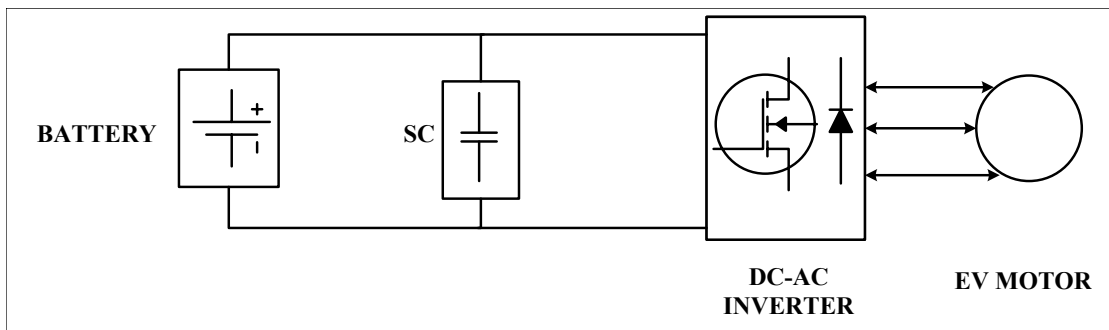 BATTERY
+
SC
DC-AC
INVERTER
EV MOTOR